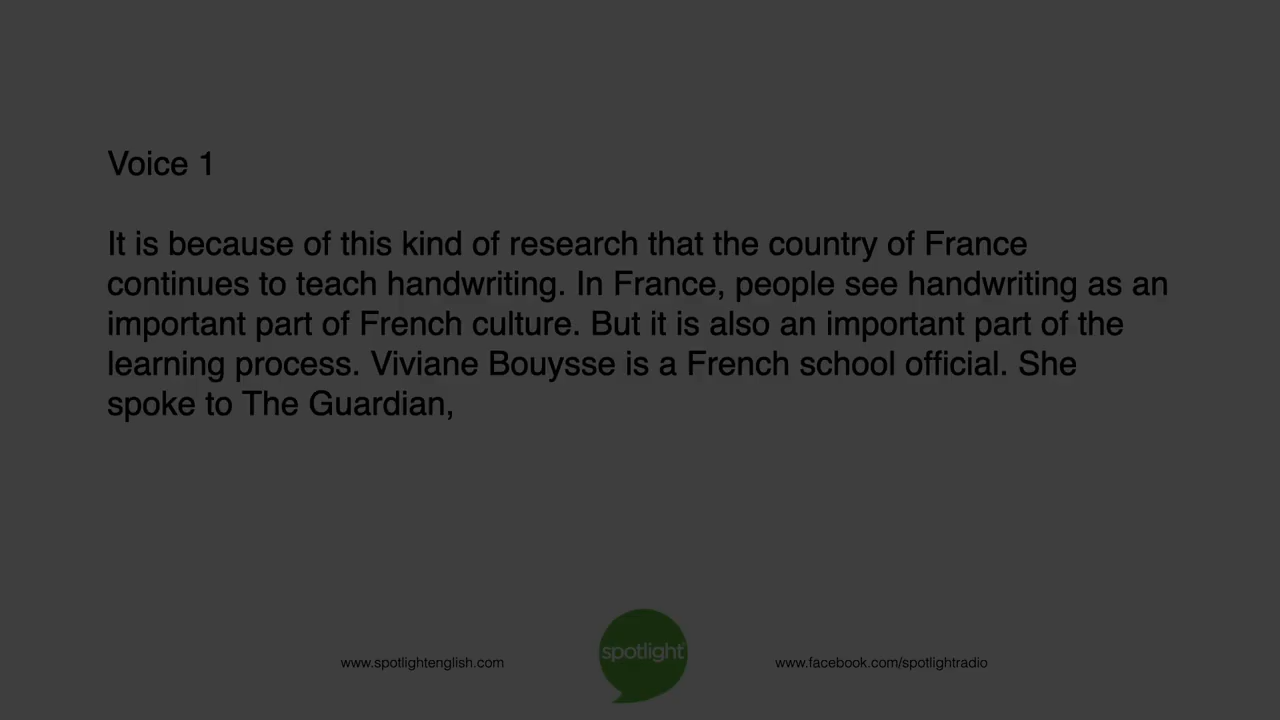 Voice 1
It is because of this kind of research that the country of France
continues to teach handwriting. In France, people see handwriting as an
important part of French culture. But it is also an important part of the
learning process. Viviane Bouysse is a French school official. She
spoke to The Guardian,
www.spotlightenglish.com
spotlight
www.facebook.com/spotlightradio